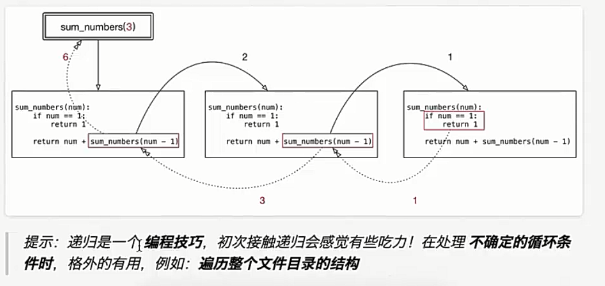 sum_numbers(3)
6
2
1
sum_numbers(num):
if num == 1:
return 1
return num + sum_numbers(num - 1)
sum_numbers(num):
if num == 1:
return 1
return num + sum_numbers(num - 1)
sum_numbers(num):
if num == 1:
return 1
return num + sum_numbers(num - 1)
3
1
提示：递归是一个 编程技巧，初次接触递归会感觉有些吃力！在处理 不确定的循环条
件时，格外的有用，例如：遍历整个文件目录的结构